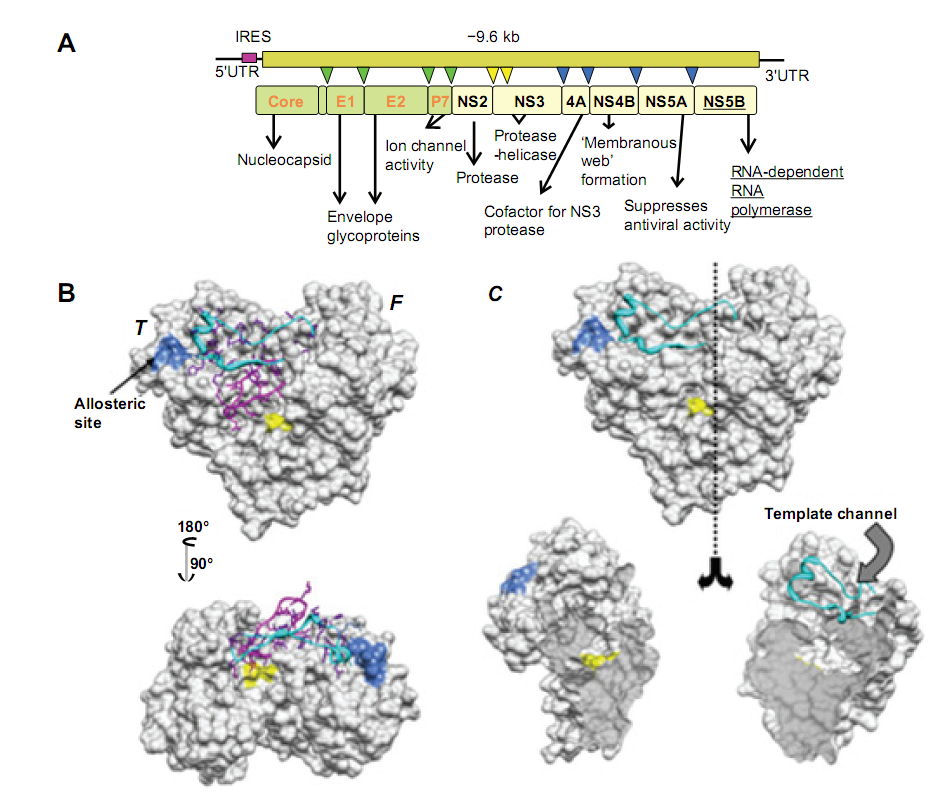 A
IRES
~9.6 kb
5'UTR
3'UTR
Core
E1
E2
P7
NS2
NS3
4A
NS4B
NS5A
NS5B
Nucleocapsid
Envelope
glycoproteins
Ion channel
activity
Protease
Protease
-helicase
Cofactor for NS3
protease
‘Membranous
web’
formation
Suppresses
antiviral activity
RNA-dependent
RNA
polymerase
B
T
F
Allosteric
site
180°
90°
C
Template channel